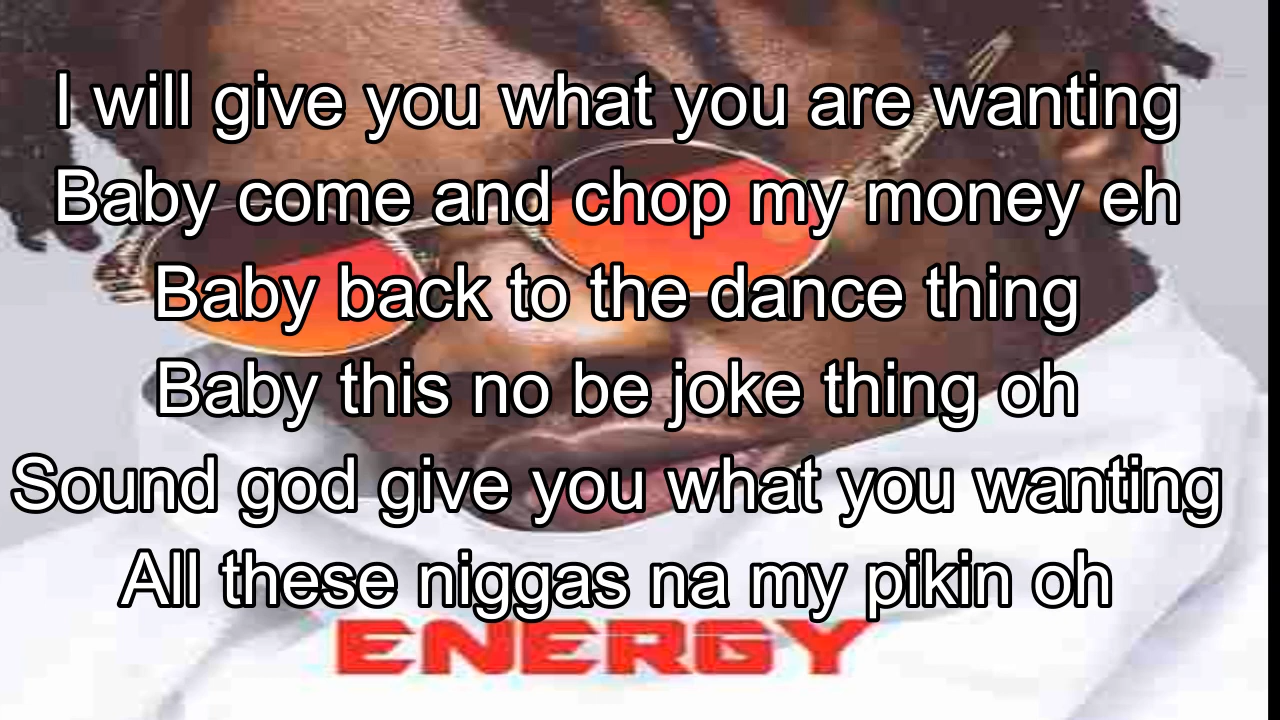 I will give you what you are wanting
Baby come and chop my money eh
Baby back to the dance thing
Baby this no be joke thing oh
Sound god give you what you wanting
All these niggas na my pikin oh
ENERGY